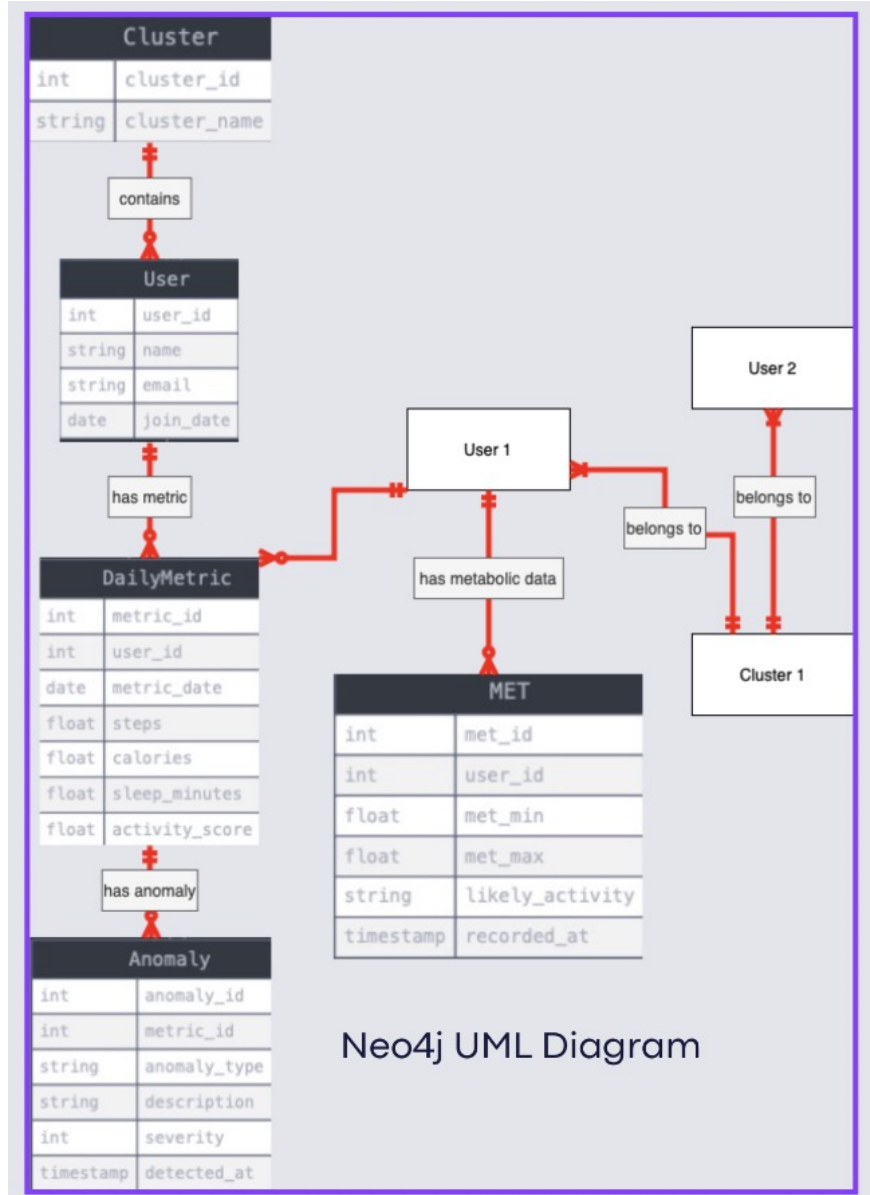 Cluster
int cluster_id
string cluster_name
contains
User
int user_id
string name
string email
date join_date
has metric
DailyMetric
int metric_id
int user_id
date metric_date
float steps
float calories
float sleep_minutes
float activity_score
has anomaly
Anomaly
int anomaly_id
int metric_id
string anomaly_type
string description
int severity
timestamp detected_at
User 1
has metabolic data
MET
int met_id
int user_id
float met_min
float met_max
string likely_activity
timestamp recorded_at
belongs to
User 2
belongs to
Cluster 1
Neo4j UML Diagram